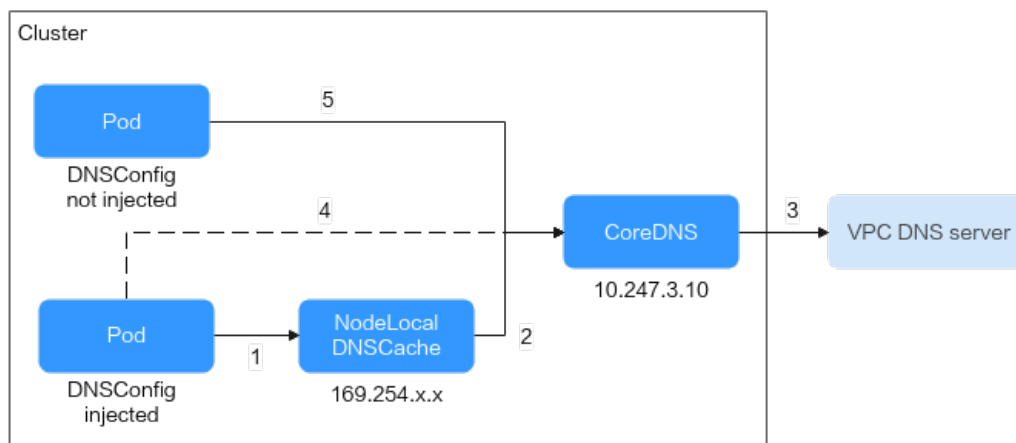 Cluster
Pod
5
DNSConfig
not injected
4
CoreDNS
3
VPC DNS server
10.247.3.10
Pod
1
NodeLocal
DNSCache
2
DNSConfig
injected
169.254.x.x